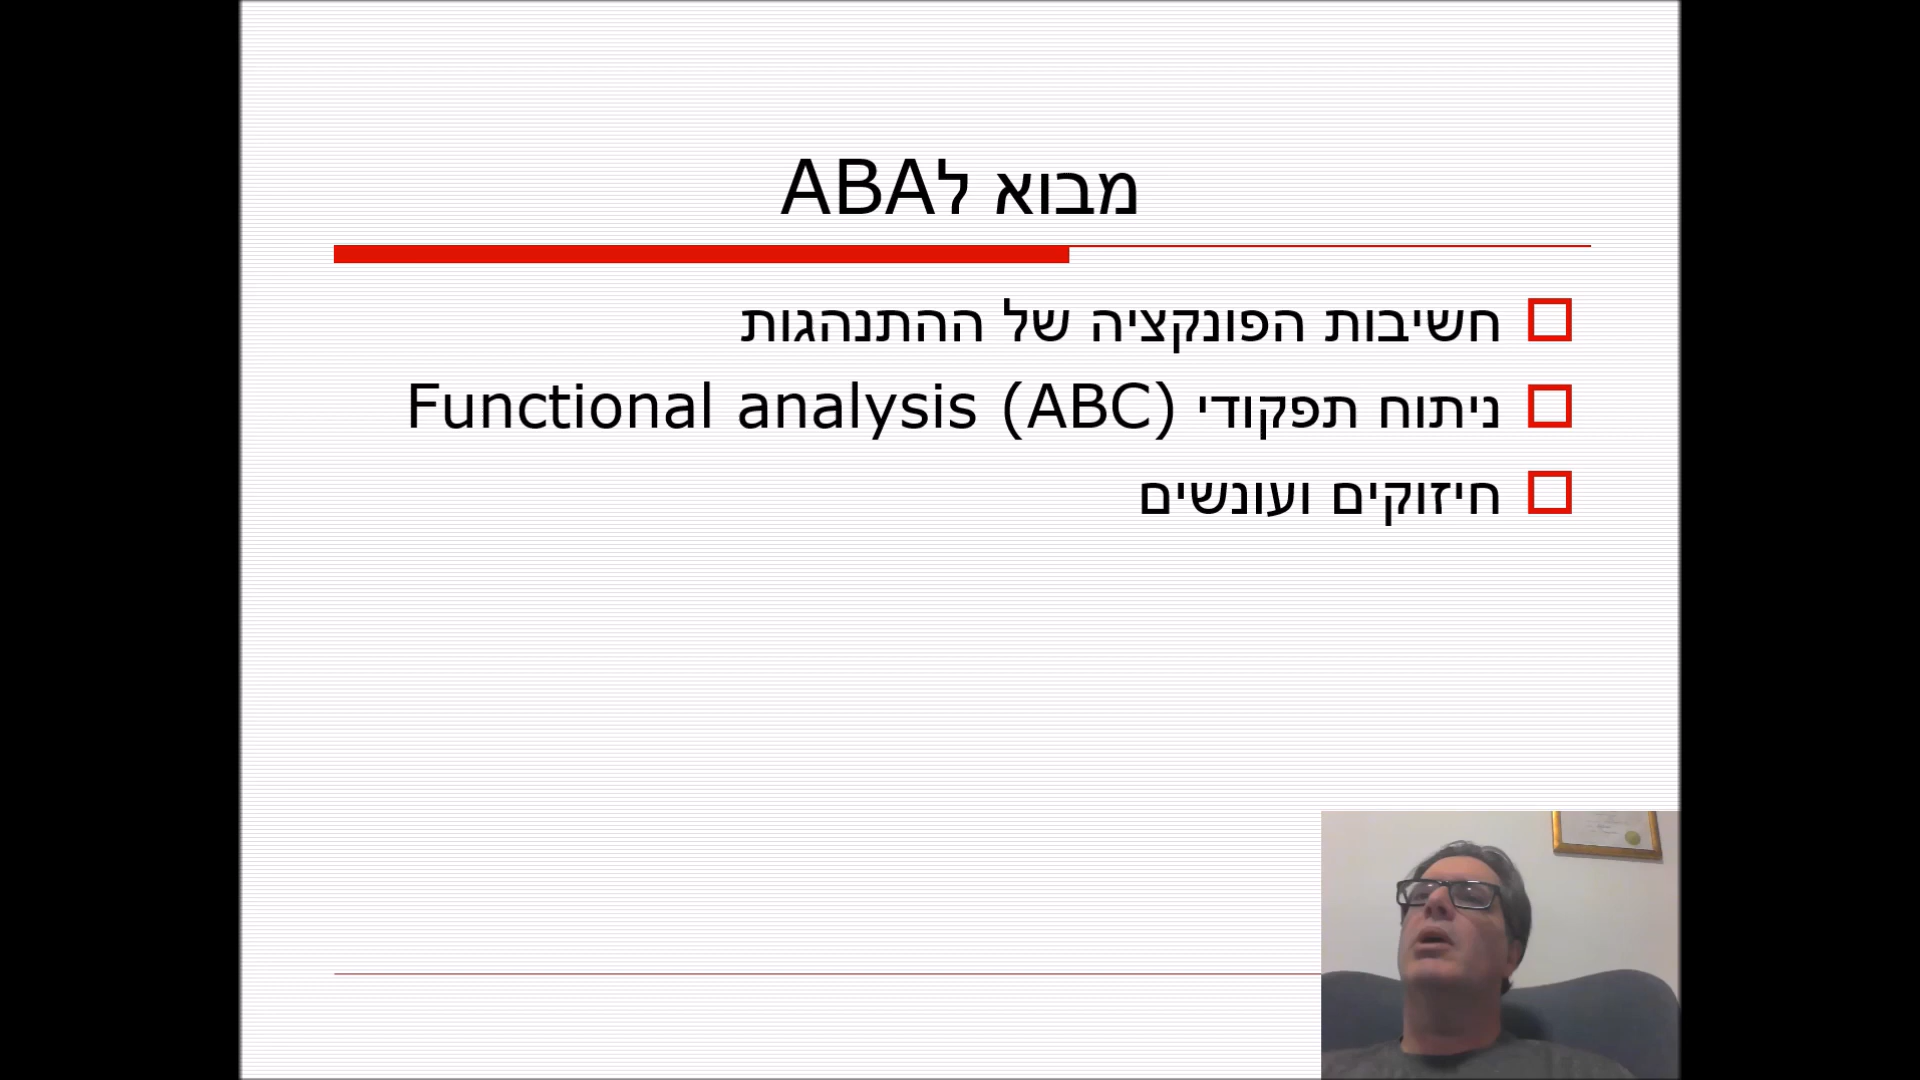 מבוא לABA
חשיבות הפונקציה של ההתנהגות
ניתוח תפקודי Functional analysis (ABC)
חיזוקים ועונשים